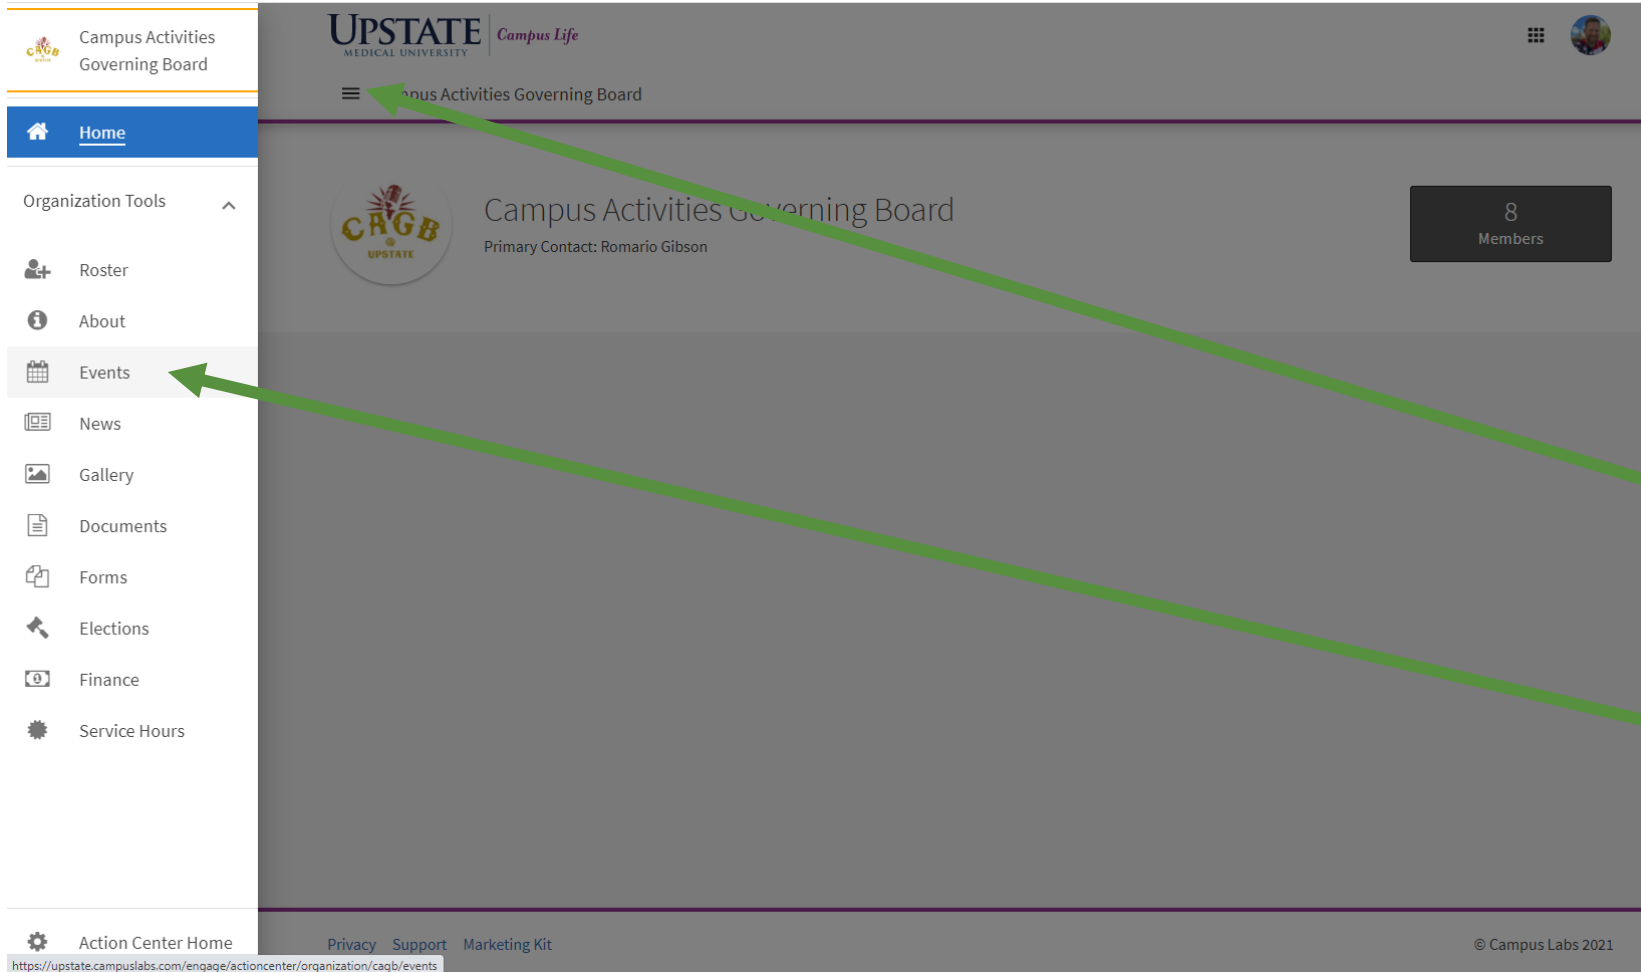 Campus Activities
Governing Board
Home
Organization Tools
Roster
About
Events
News
Gallery
Documents
Forms
Elections
Finance
Service Hours
Action Center Home
https://upstate.campuslabs.com/engage/actioncenter/organization/cagb/events
UPSTATE
MEDICAL UNIVERSITY
Campus Life
Activities Governing Board
CAGB
@
UPSTATE
Campus Activities Governing Board
Primary Contact: Romario Gibson
8
Members
Privacy Support Marketing Kit
© Campus Labs 2021